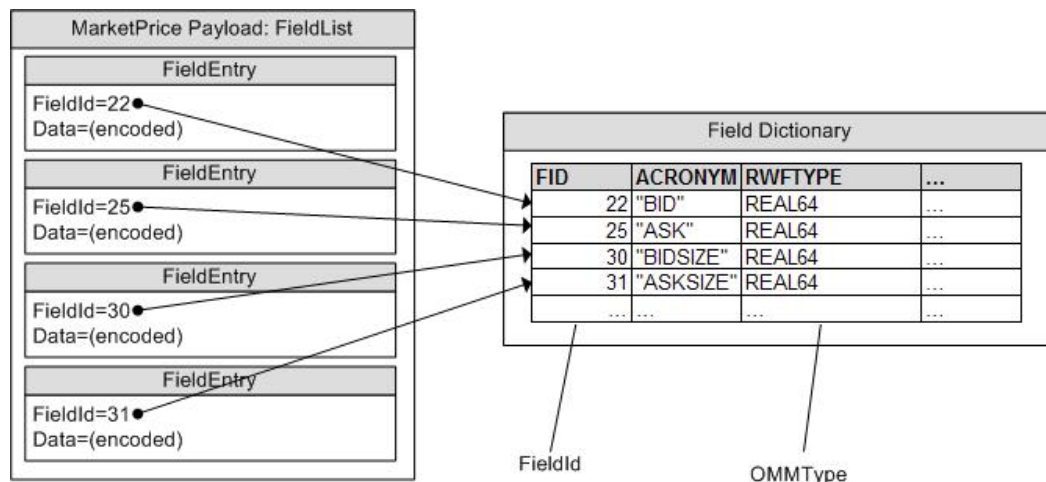 MarketPrice Payload: FieldList
FieldEntry
FieldId=22
Data=(encoded)
FieldEntry
FieldId=25
Data=(encoded)
FieldEntry
FieldId=30
Data=(encoded)
FieldEntry
FieldId=31
Data=(encoded)
Field Dictionary
FID ACRONYM RWFTYPE ...
22 "BID" REAL64 ...
25 "ASK" REAL64 ...
30 "BIDSIZE" REAL64 ...
31 "ASKSIZE" REAL64 ...
... ... ... ...
FieldId
OMMType